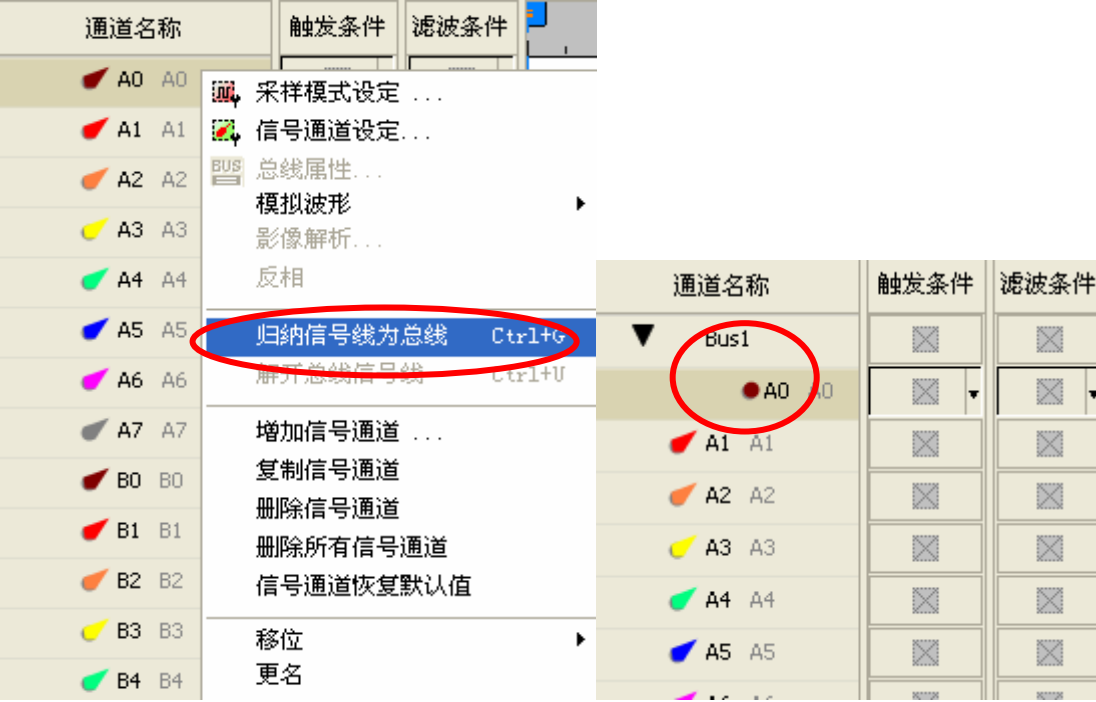 通道名称 触发条件 滤波条件
A0 A0
A1 A1
A2 A2
A3 A3
A4 A4
A5 A5
A6 A6
A7 A7
B0 B0
B1 B1
B2 B2
B3 B3
B4 B4
采样模式设定 ...
信号通道设定...
BUS 总线属性...
模拟波形
影像解析...
反相
归纳信号线为总线 Ctrl+G
解开总线信号线 Ctrl+U
增加信号通道 ...
复制信号通道
删除信号通道
删除所有信号通道
信号通道恢复默认值
移位
更名
通道名称 触发条件 滤波条件
Bus1
A0 A0
A1 A1
A2 A2
A3 A3
A4 A4
A5 A5